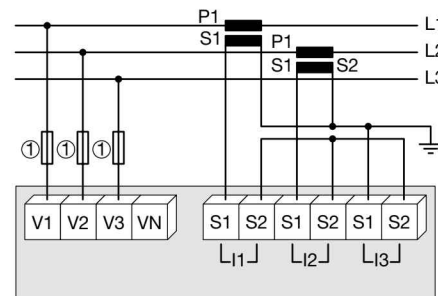 P1
L1
S1
P1
L2
S1 S2
L3
① ① ①
V1 V2 V3 VN S1 S2 S1 S2 S1 S2
I1 I2 I3